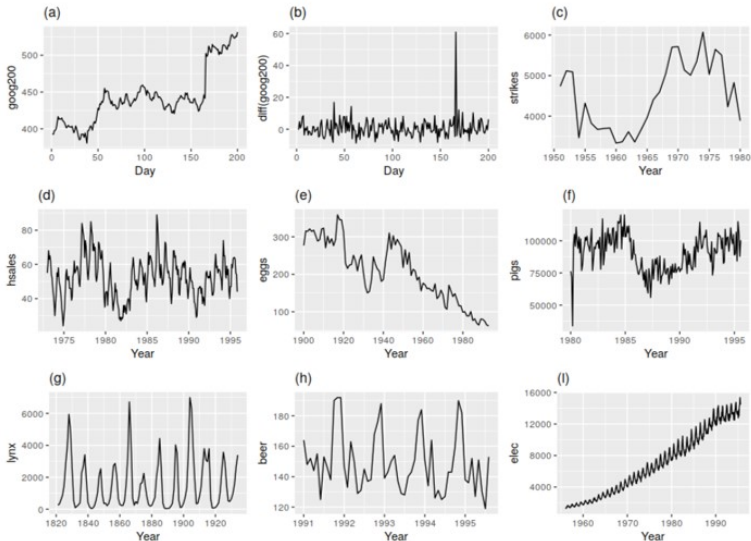 (a)
goog200
500
450
400
0 50 100 150 200
Day
(b)
diff(goog200)
60
40
20
0
0 50 100 150 200
Day
(c)
strikes
6000
5000
4000
1950 1955 1960 1965 1970 1975 1980
Year
(d)
hsales
80
60
40
1975 1980 1985 1990 1995
Year
(e)
eggs
300
200
100
1900 1920 1940 1960 1980
Year
(f)
pigs
100000
75000
50000
1980 1985 1990 1995
Year
(g)
lynx
6000
4000
2000
0
1820 1840 1860 1880 1900 1920
Year
(h)
beer
180
160
140
120
1991 1992 1993 1994 1995
Year
(I)
elec
16000
12000
8000
4000
1960 1970 1980 1990
Year